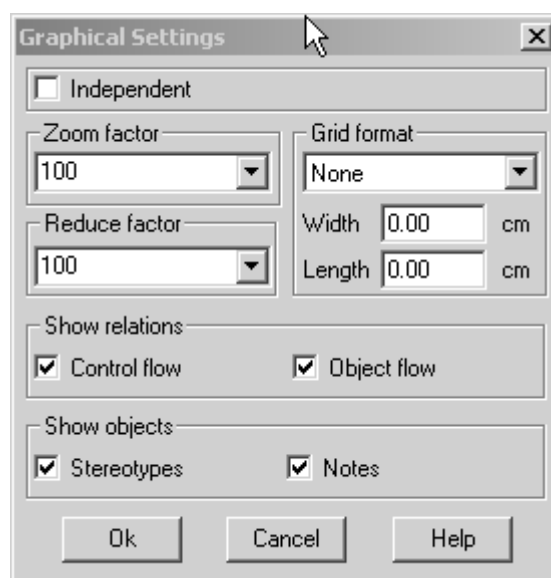 Graphical Settings
Independent
Zoom factor
100
Reduce factor
100
Grid format
None
Width 0.00 cm
Length 0.00 cm
Show relations
Control flow Object flow
Show objects
Stereotypes Notes
Ok Cancel Help